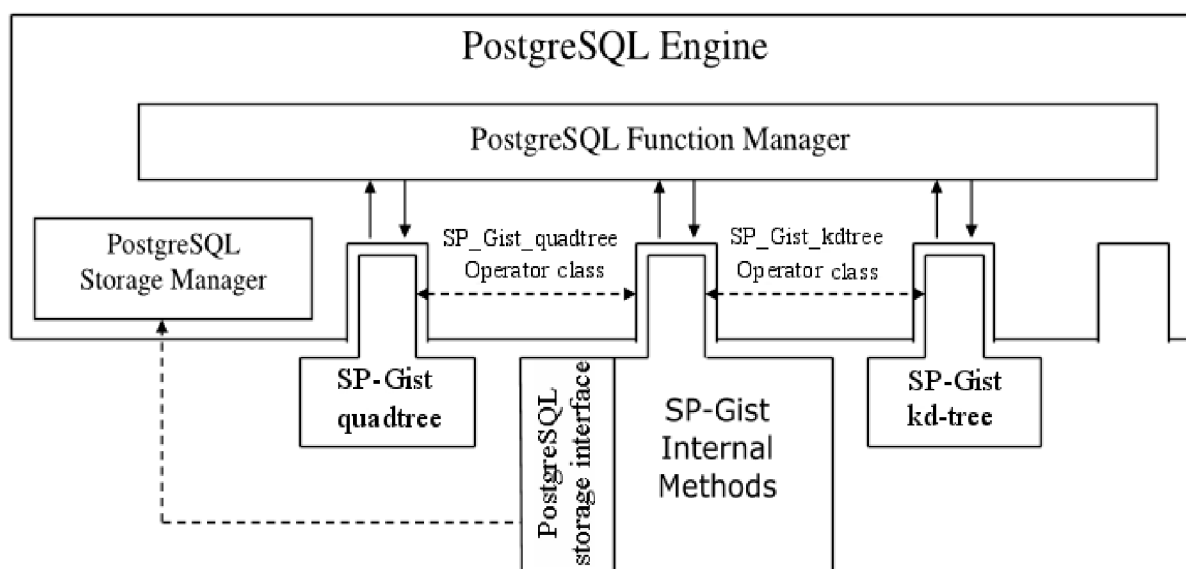 PostgreSQL Engine
PostgreSQL Function Manager
PostgreSQL
Storage Manager
SP_Gist_quadtree
Operator class
SP_Gist_kdtree
Operator class
SP-Gist
quadtree
PostgreSQL
storage interface
SP-Gist
Internal
Methods
SP-Gist
kd-tree